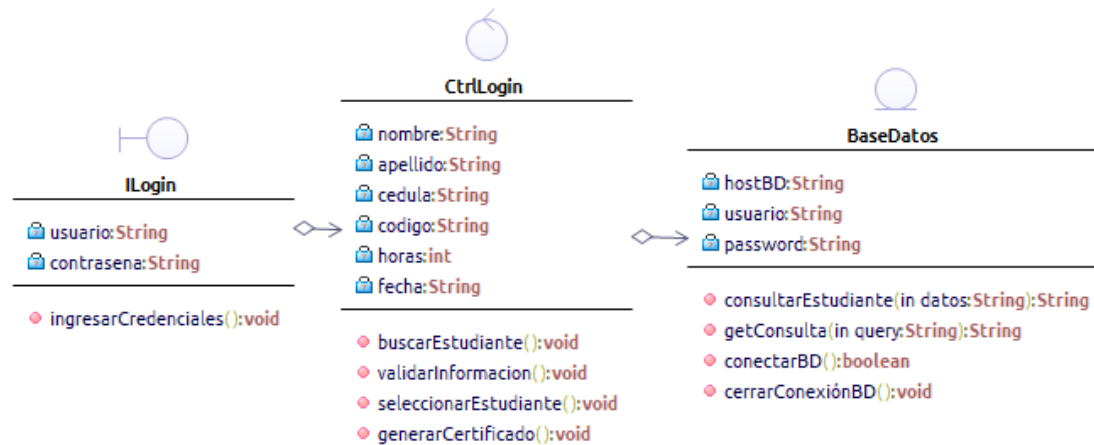 ILogin
usuario:String
contrasena:String
ingresarCredenciales():void
CtrlLogin
nombre:String
apellido:String
cedula:String
codigo:String
horas:int
fecha:String
buscarEstudiante():void
validarInformacion():void
seleccionarEstudiante():void
generarCertificado():void
BaseDatos
hostBD:String
usuario:String
password:String
consultarEstudiante(in datos:String):String
getConsulta(in query:String):String
conectarBD():boolean
cerrarConexiónBD():void